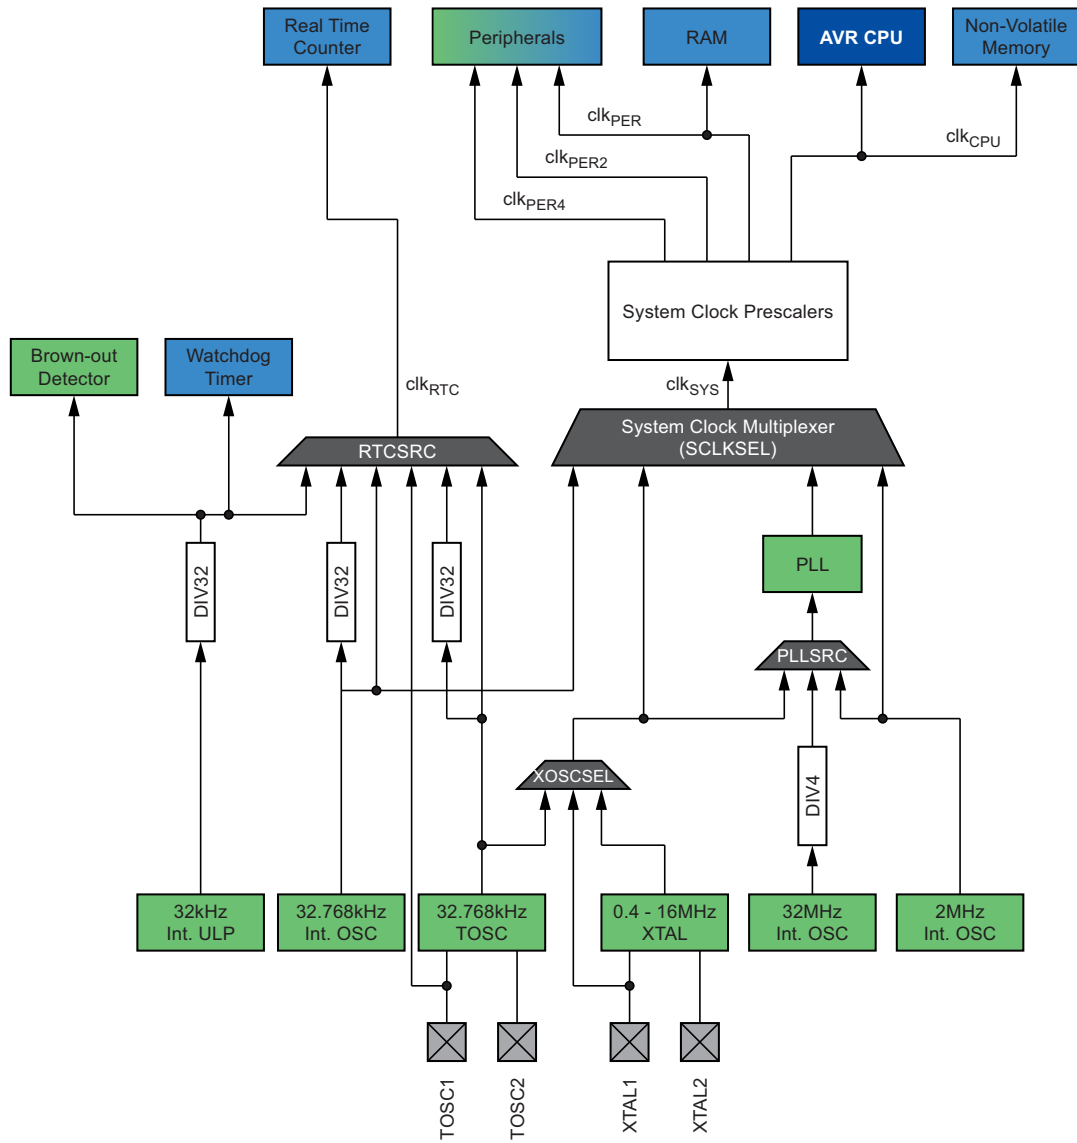 Real Time
Counter
Peripherals
RAM
AVR CPU
Non-Volatile
Memory
clkPER
clkPER2
clkPER4
clkCPU
System Clock Prescalers
Brown-out
Detector
Watchdog
Timer
clkRTC
clkSYS
RTCSRC
System Clock Multiplexer
(SCLKSEL)
DIV32
DIV32
DIV32
PLL
PLLSRC
XOSCSEL
DIV4
32kHz
Int. ULP
32.768kHz
Int. OSC
32.768kHz
TOSC
0.4 - 16MHz
XTAL
32MHz
Int. OSC
2MHz
Int. OSC
TOSC1
TOSC2
XTAL1
XTAL2